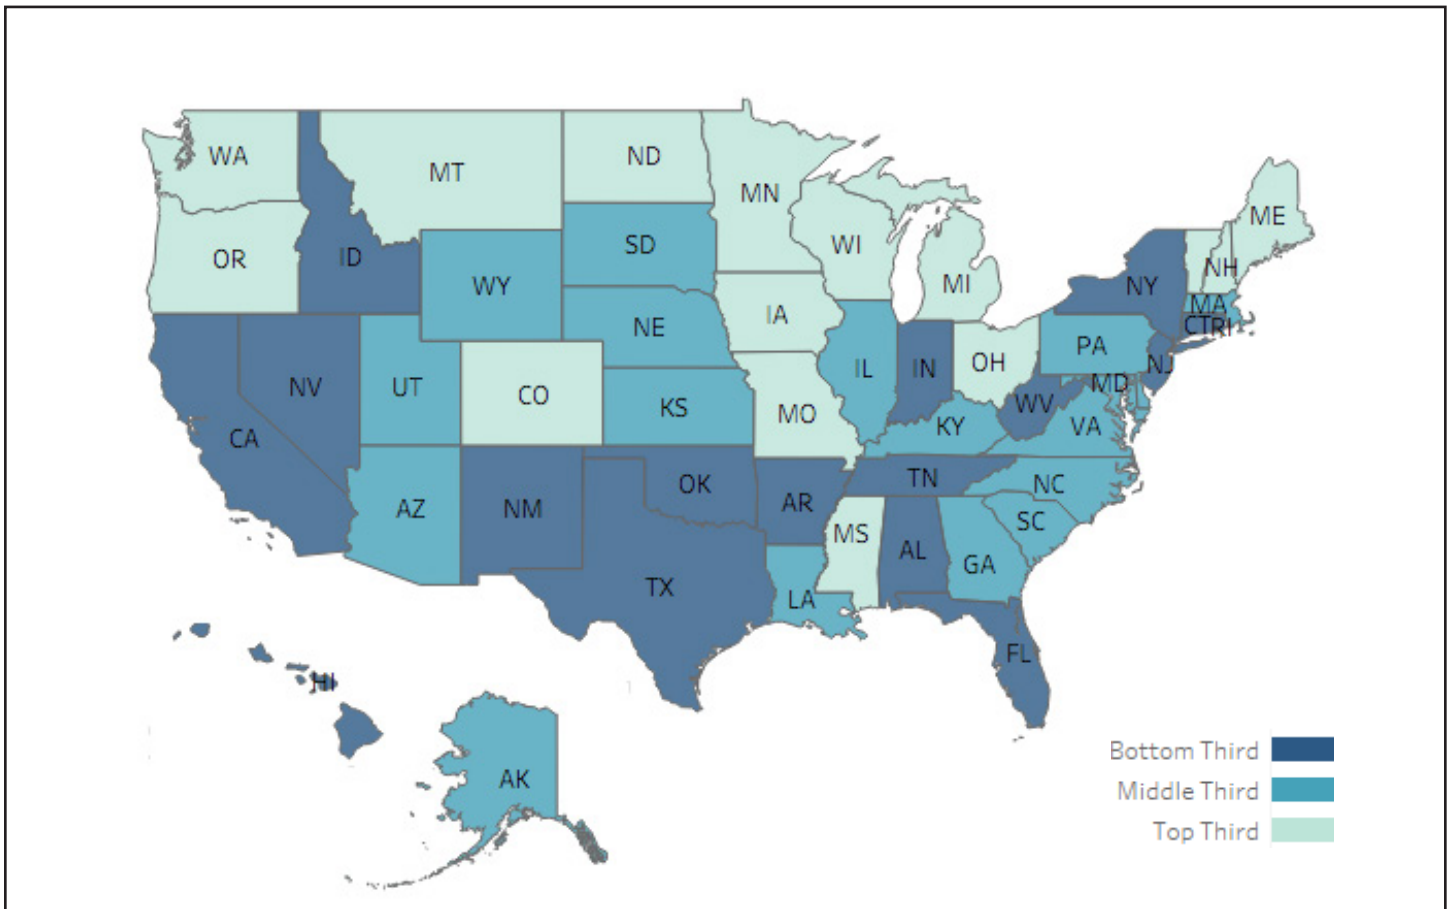 WA
MT
ND
MN
ME
OR
ID
SD
WI
NH
WY
MI
NY
MA
IA
CT
RI
NE
PA
OH
IL
IN
NJ
NV
UT
CO
MD
KS
MO
WV
CA
KY
VA
TN
OK
NC
AZ
NM
AR
SC
MS
AL
GA
TX
LA
FL
HI
Bottom Third
AK
Middle Third
Top Third